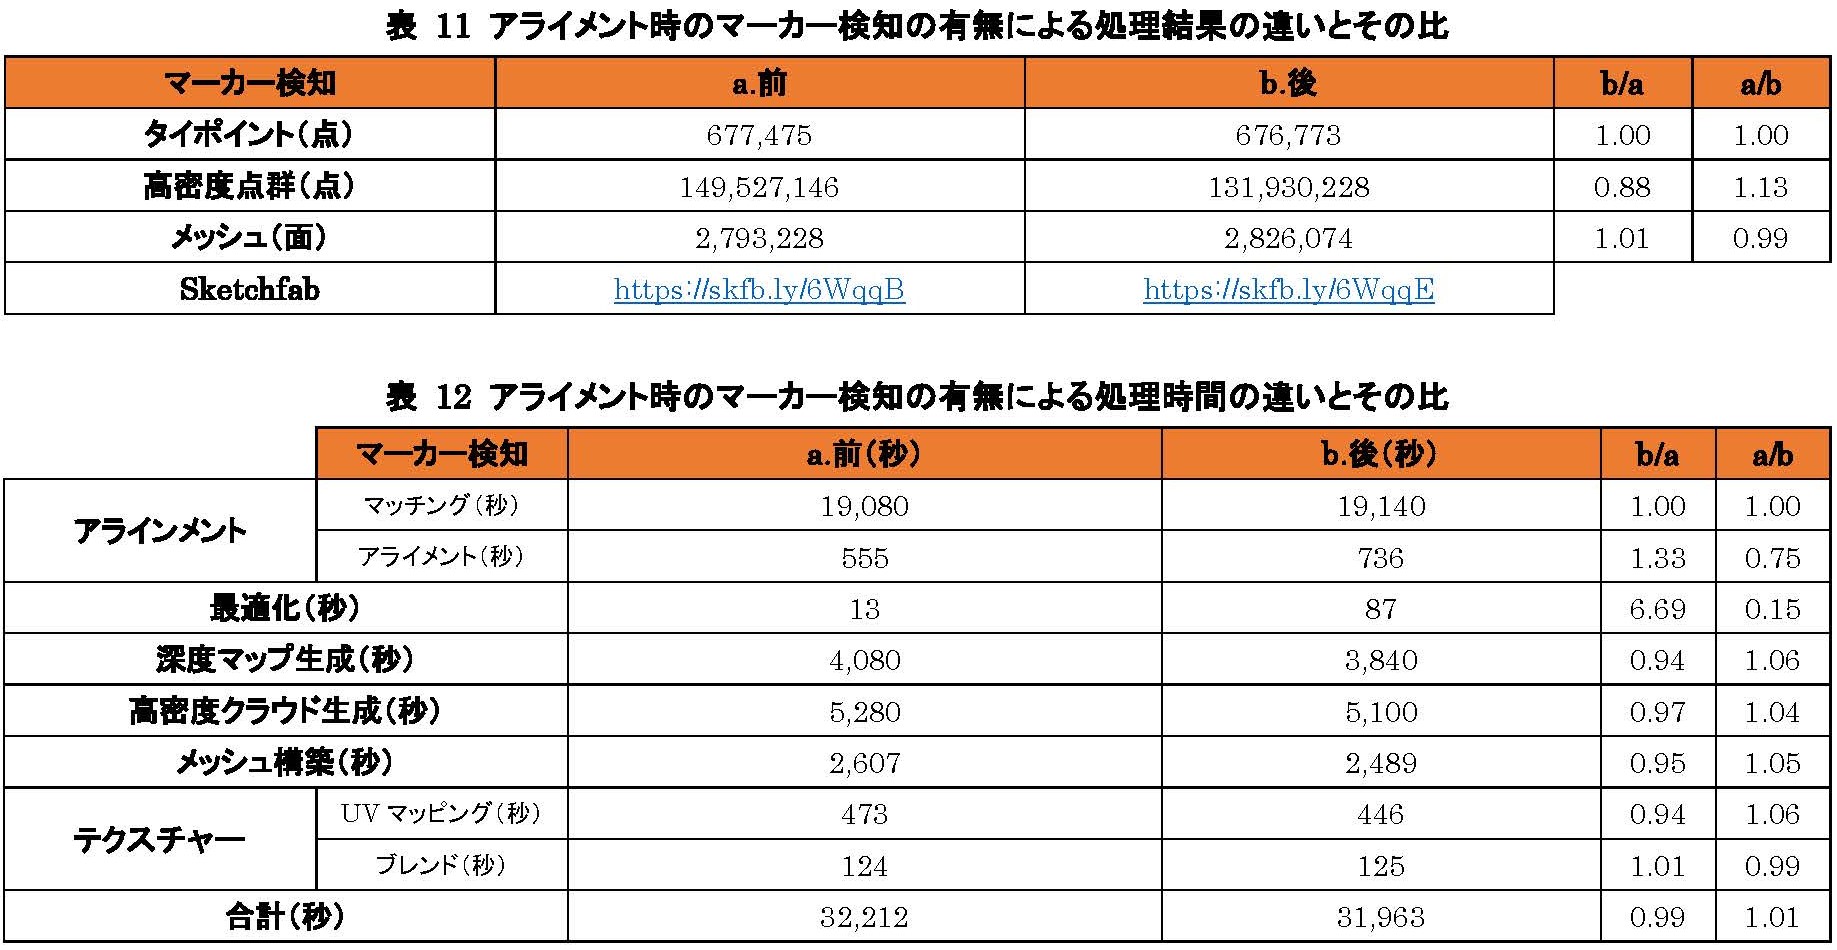 表 11 アライメント時のマーカー検知の有無による処理結果の違いとその比
マーカー検知 a.前 b.後 b/a a/b
タイポイント(点) 677,475 676,773 1.00 1.00
高密度点群(点) 149,527,146 131,930,228 0.88 1.13
メッシュ(面) 2,793,228 2,826,074 1.01 0.99
Sketchfab https://skfb.ly/6WqqB https://skfb.ly/6WqqE
表 12 アライメント時のマーカー検知の有無による処理時間の違いとその比
マーカー検知 a.前(秒) b.後(秒) b/a a/b
アラインメント マッチング(秒) 19,080 19,140 1.00 1.00
アライメント(秒) 555 736 1.33 0.75
最適化(秒) 13 87 6.69 0.15
深度マップ生成(秒) 4,080 3,840 0.94 1.06
高密度クラウド生成(秒) 5,280 5,100 0.97 1.04
メッシュ構築(秒) 2,607 2,489 0.95 1.05
テクスチャー UV マッピング(秒) 473 446 0.94 1.06
ブレンド(秒) 124 125 1.01 0.99
合計(秒) 32,212 31,963 0.99 1.01